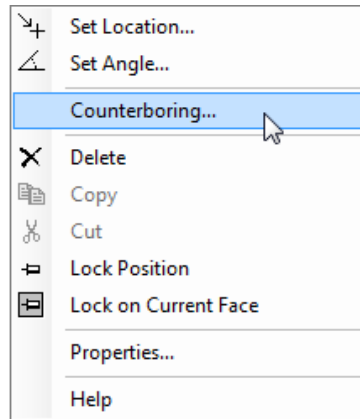 Set Location...
Set Angle...
Counterboring...
Delete
Copy
Cut
Lock Position
Lock on Current Face
Properties...
Help